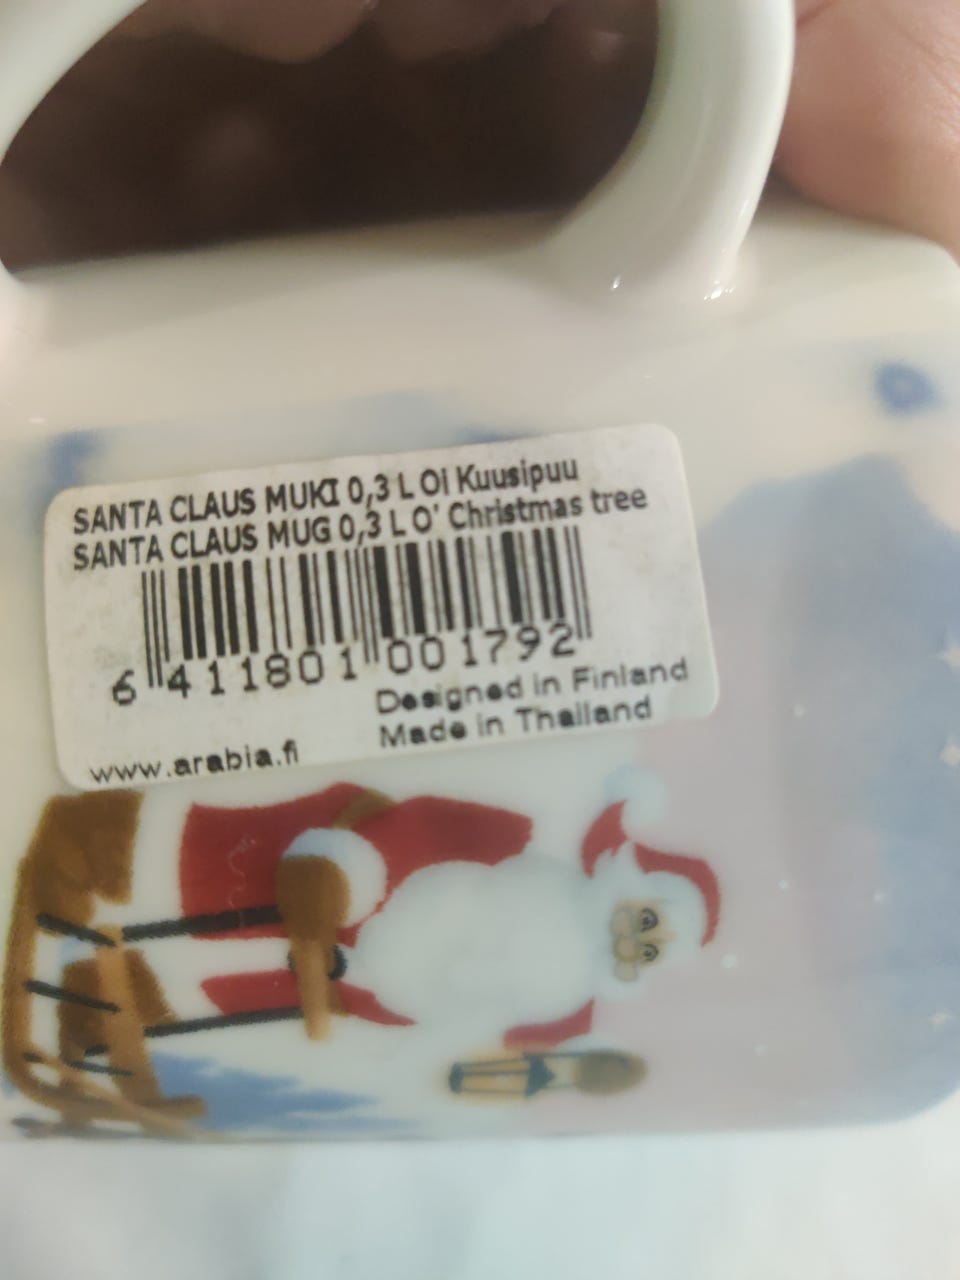 SANTA CLAUS MUKI 0,3 L OI Kuusipuu
SANTA CLAUS MUG 0,3 L O' Christmas tree
6 411801 001792
Designed in Finland
Made in Thailand
www.arabia.fi